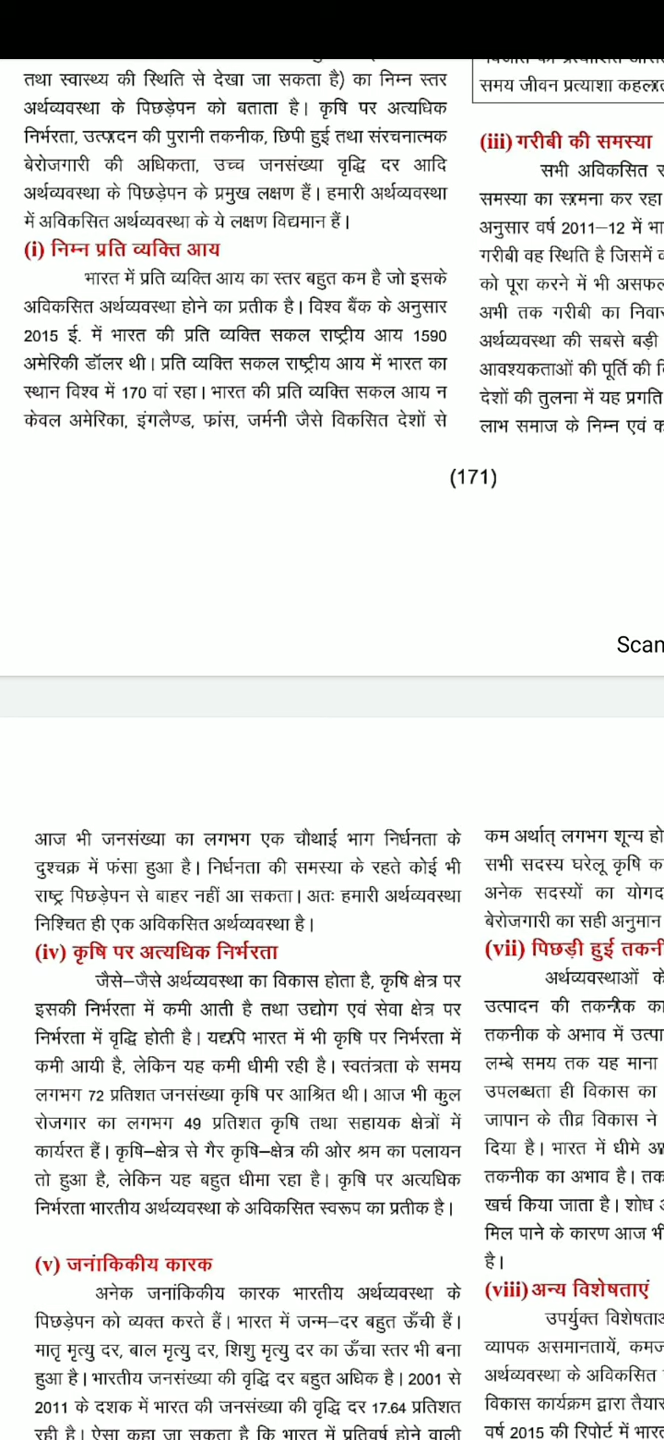 तथा स्वास्थ्य की स्थिति से देखा जा सकता है) का निम्न स्तर
अर्थव्यवस्था के पिछड़ेपन को बताता है। कृषि पर अत्यधिक
निर्भरता, उत्पादन की पुरानी तकनीक, छिपी हुई तथा संरचनात्मक
बेरोजगारी की अधिकता, उच्च जनसंख्या वृद्धि दर आदि
अर्थव्यवस्था के पिछड़ेपन के प्रमुख लक्षण हैं। हमारी अर्थव्यवस्था
में अविकसित अर्थव्यवस्था के ये लक्षण विद्यमान हैं।
(i) निम्न प्रति व्यक्ति आय
भारत में प्रति व्यक्ति आय का स्तर बहुत कम है जो इसके
अविकसित अर्थव्यवस्था होने का प्रतीक है। विश्व बैंक के अनुसार
2015 ई. में भारत की प्रति व्यक्ति सकल राष्ट्रीय आय 1590
अमेरिकी डॉलर थी। प्रति व्यक्ति सकल राष्ट्रीय आय में भारत का
स्थान विश्व में 170 वां रहा। भारत की प्रति व्यक्ति सकल आय न
केवल अमेरिका, इंगलैण्ड, फ्रांस, जर्मनी जैसे विकसित देशों से
समय जीवन प्रत्याशा
(iii) गरीबी की समस्या
सभी अविकसित
समस्या का सामना कर रहा
अनुसार वर्ष 2011–12 में
गरीबी वह स्थिति है जिसमें
को पूरा करने में भी
अभी तक गरीबी का
अर्थव्यवस्था की सबसे बड़ी
आवश्यकताओं की पूर्ति की
देशों की तुलना में यह प्रगति
लाभ समाज के निम्न एवं
(171)
Scan
आज भी जनसंख्या का लगभग एक चौथाई भाग निर्धनता के
दुश्चक्र में फंसा हुआ है। निर्धनता की समस्या के रहते कोई भी
राष्ट्र पिछड़ेपन से बाहर नहीं आ सकता। अतः हमारी अर्थव्यवस्था
निश्चित ही एक अविकसित अर्थव्यवस्था है।
(iv) कृषि पर अत्यधिक निर्भरता
जैसे–जैसे अर्थव्यवस्था का विकास होता है, कृषि क्षेत्र पर
इसकी निर्भरता में कमी आती है तथा उद्योग एवं सेवा क्षेत्र पर
निर्भरता में वृद्धि होती है। यद्यपि भारत में भी कृषि पर निर्भरता में
कमी आयी है, लेकिन यह कमी धीमी रही है। स्वतंत्रता के समय
लगभग 72 प्रतिशत जनसंख्या कृषि पर आश्रित थी। आज भी कुल
रोजगार का लगभग 49 प्रतिशत कृषि तथा सहायक क्षेत्रों में
कार्यरत हैं। कृषि–क्षेत्र से गैर कृषि–क्षेत्र की ओर श्रम का पलायन
तो हुआ है, लेकिन यह बहुत धीमा रहा है। कृषि पर अत्यधिक
निर्भरता भारतीय अर्थव्यवस्था के अविकसित स्वरूप का प्रतीक है।
(v) जनांकिकीय कारक
अनेक जनांकिकीय कारक भारतीय अर्थव्यवस्था के
पिछड़ेपन को व्यक्त करते हैं। भारत में जन्म–दर बहुत ऊँची हैं।
मातृ मृत्यु दर, बाल मृत्यु दर, शिशु मृत्यु दर का ऊँचा स्तर भी बना
हुआ है। भारतीय जनसंख्या की वृद्धि दर बहुत अधिक है। 2001 से
2011 के दशक में भारत की जनसंख्या की वृद्धि दर 17.64 प्रतिशत
रही है। ऐसा कहा जा सकता है कि भारत में प्रतिवर्ष होने वाली
कम अर्थात् लगभग शून्य हो
सभी सदस्य घरेलू कृषि
अनेक सदस्यों का
बेरोजगारी का सही अनुमान
(vii) पिछड़ी हुई
अर्थव्यवस्थाओं
उत्पादन की तकनीक
तकनीक के अभाव में
लम्बे समय तक यह माना
उपलब्धता ही विकास का
जापान के तीव्र विकास ने
दिया है। भारत में धीमे
तकनीक का अभाव है।
खर्च किया जाता है। शोध
मिल पाने के कारण आज
है।
(viii) अन्य विशेषताएं
उपर्युक्त
व्यापक असमानतायें,
अर्थव्यवस्था के अविकसित
विकास कार्यक्रम द्वारा
वर्ष 2015 की रिपोर्ट में